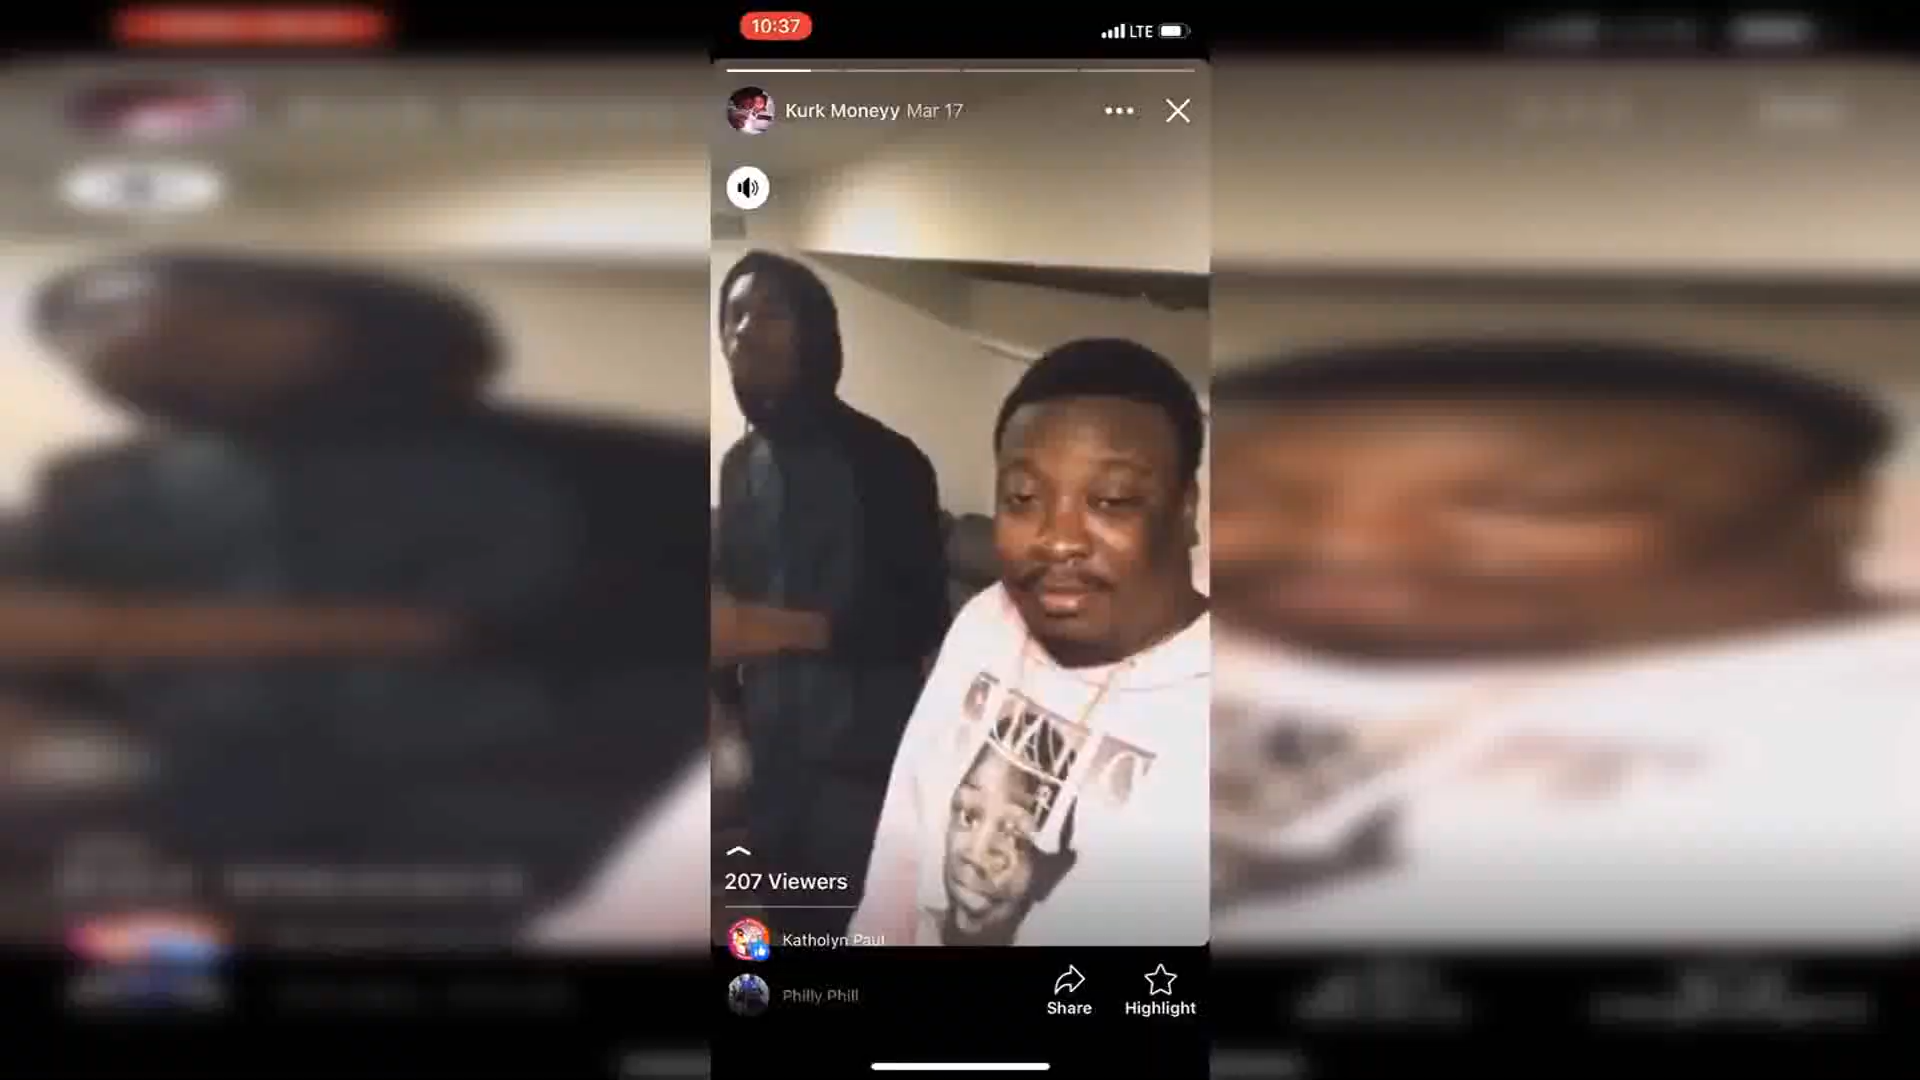 10:37
LTE
Kurk Moneyy Mar 17
207 Viewers
Katholyn Paul
Philly Phill
Share
Highlight